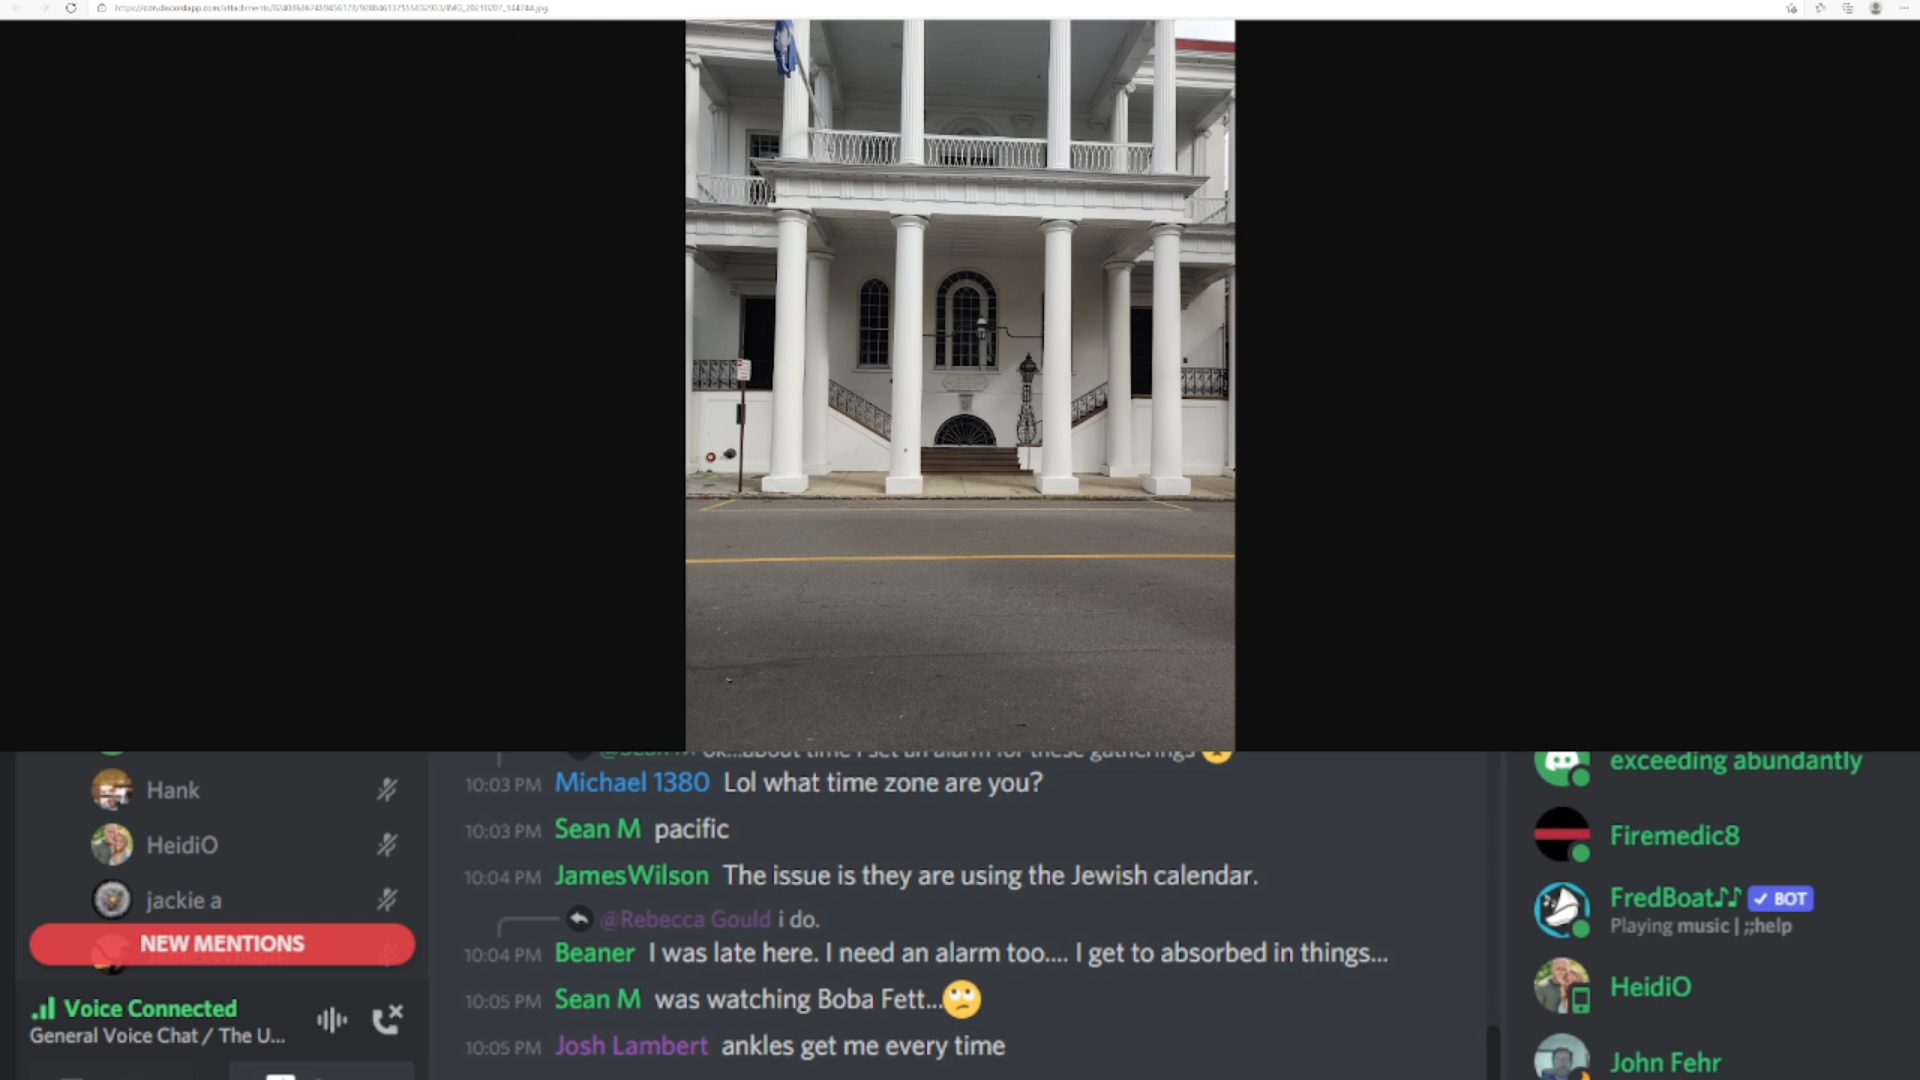 Hank
HeidiO
jackie a
NEW MENTIONS
Voice Connected
General Voice Chat / The U...
10:03 PM Michael 1380 Lol what time zone are you?
10:03 PM Sean M pacific
10:04 PM JamesWilson The issue is they are using the Jewish calendar.
@Rebecca Gould i do.
10:04 PM Beaner I was late here. I need an alarm too.... I get to absorbed in things...
10:05 PM Sean M was watching Boba Fett...🙄
10:05 PM Josh Lambert ankles get me every time
exceeding abundantly
Firemedic8
FredBoat♪♪ ✓ BOT
Playing music | ;;help
HeidiO
John Fehr